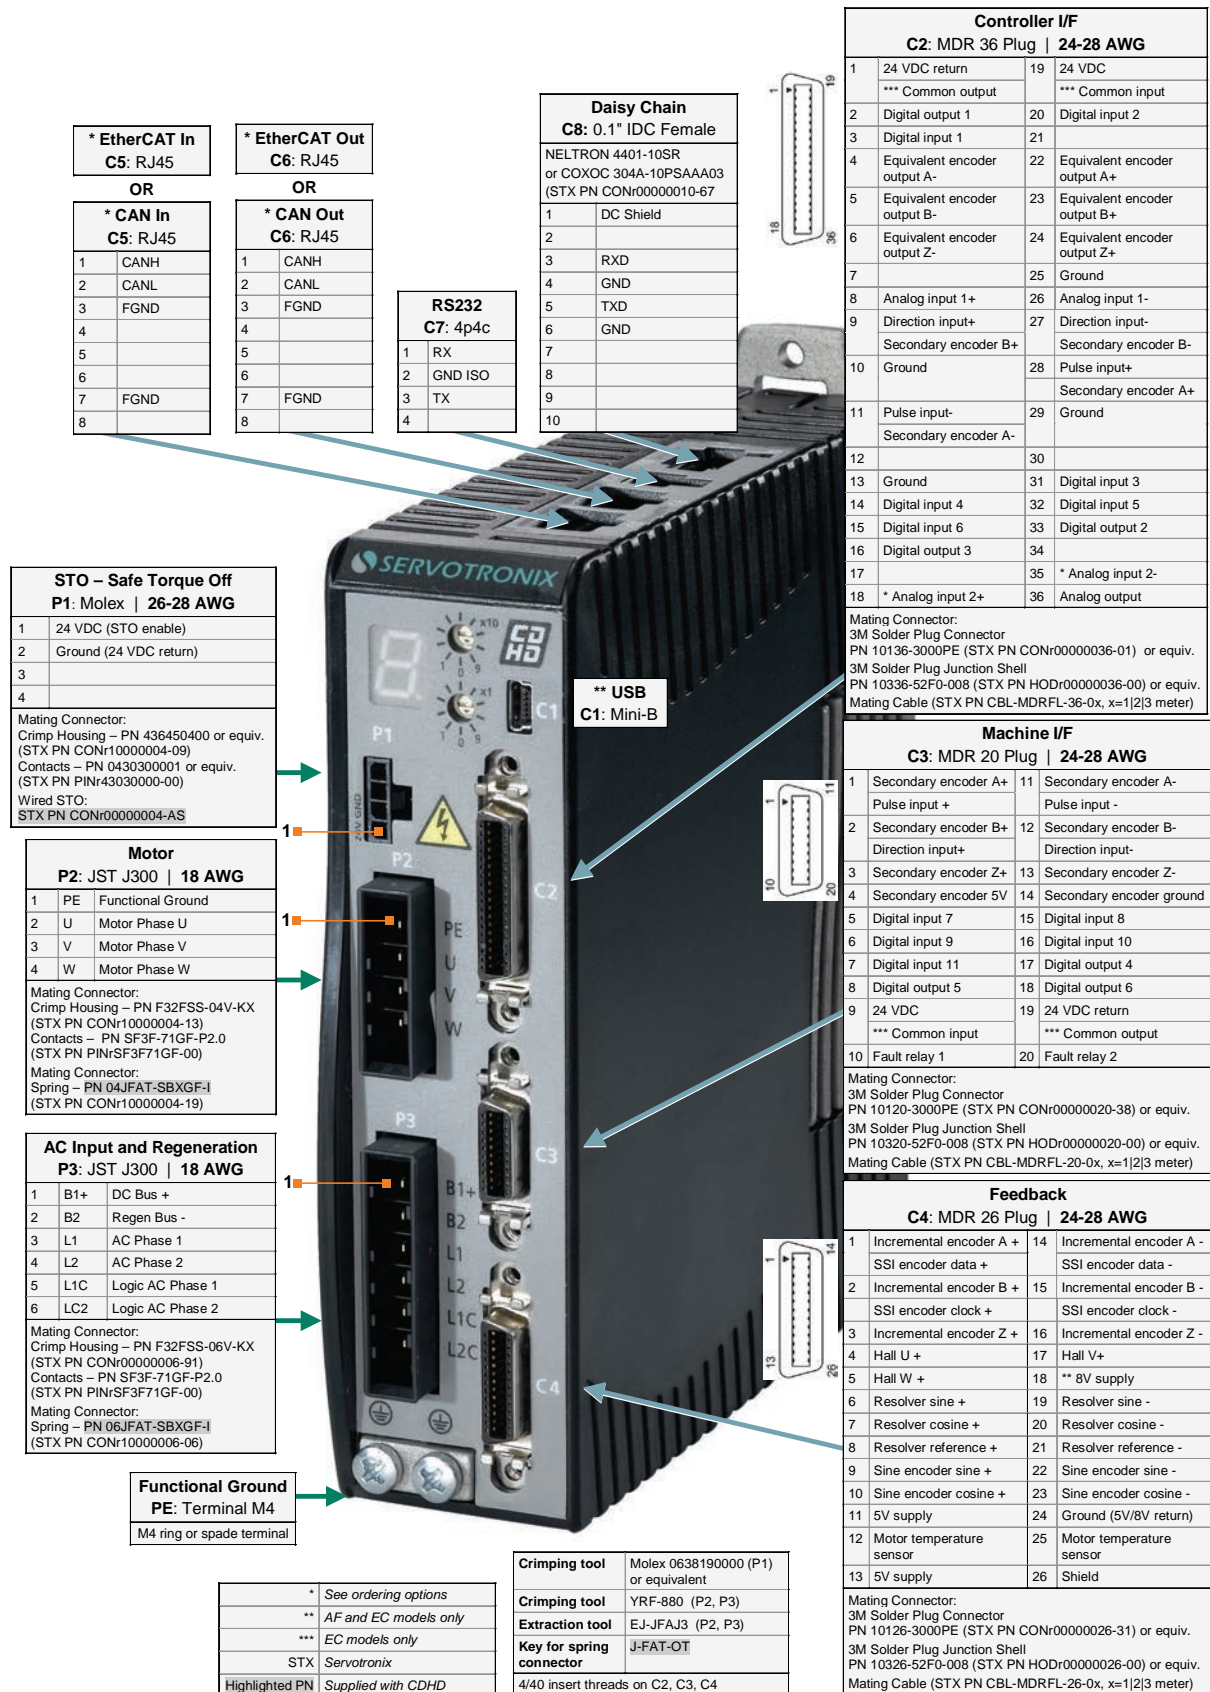 Controller I/F
C2: MDR 36 Plug | 24-28 AWG
1 24 VDC return 19 24 VDC
*** Common output *** Common input
2 Digital output 1 20 Digital input 2
3 Digital input 1 21
4 Equivalent encoder output A- 22 Equivalent encoder output A+
5 Equivalent encoder output B- 23 Equivalent encoder output B+
6 Equivalent encoder output Z- 24 Equivalent encoder output Z+
7 25 Ground
8 Analog input 1+ 26 Analog input 1-
9 Direction input+ 27 Direction input-
Secondary encoder B+ Secondary encoder B-
10 Ground 28 Pulse input+
Secondary encoder A+
11 Pulse input- 29 Ground
Secondary encoder A-
12 30
13 Ground 31 Digital input 3
14 Digital input 4 32 Digital input 5
15 Digital input 6 33 Digital output 2
16 Digital output 3 34
17 35 * Analog input 2-
18 * Analog input 2+ 36 Analog output
Mating Connector:
3M Solder Plug Connector
PN 10136-3000PE (STX PN CONr00000036-01) or equiv.
3M Solder Plug Junction Shell
PN 10336-52F0-008 (STX PN HODr00000036-00) or equiv.
Mating Cable (STX PN CBL-MDRFL-36-0x, x=1|2|3 meter)
1 19
18 36
Daisy Chain
C8: 0.1" IDC Female
NELTRON 4401-10SR
or COXOC 304A-10PSAAA03
(STX PN CONr00000010-67
1 DC Shield
2
3 RXD
4 GND
5 TXD
6 GND
7
8
9
10
* EtherCAT In
C5: RJ45
OR
* CAN In
C5: RJ45
1 CANH
2 CANL
3 FGND
4
5
6
7 FGND
8
* EtherCAT Out
C6: RJ45
OR
* CAN Out
C6: RJ45
1 CANH
2 CANL
3 FGND
4
5
6
7 FGND
8
RS232
C7: 4p4c
1 RX
2 GND ISO
3 TX
4
SERVOTRONIX
x10
1 0 9
CDHD
x1
1 0 9
C1
P1
24V GND
P2
C2
PE
U
V
W
P3
C3
B1+
B2
L1
L2
L1C
L2C
C4
** USB
C1: Mini-B
STO – Safe Torque Off
P1: Molex | 26-28 AWG
1 24 VDC (STO enable)
2 Ground (24 VDC return)
3
4
Mating Connector:
Crimp Housing – PN 436450400 or equiv.
(STX PN CONr10000004-09)
Contacts – PN 0430300001 or equiv.
(STX PN PINr43030000-00)
Wired STO:
STX PN CONr00000004-AS
1
Motor
P2: JST J300 | 18 AWG
1 PE Functional Ground
2 U Motor Phase U
3 V Motor Phase V
4 W Motor Phase W
Mating Connector:
Crimp Housing – PN F32FSS-04V-KX
(STX PN CONr10000004-13)
Contacts – PN SF3F-71GF-P2.0
(STX PN PINrSF3F71GF-00)
Mating Connector:
Spring – PN 04JFAT-SBXGF-I
(STX PN CONr10000004-19)
1
AC Input and Regeneration
P3: JST J300 | 18 AWG
1 B1+ DC Bus +
2 B2 Regen Bus -
3 L1 AC Phase 1
4 L2 AC Phase 2
5 L1C Logic AC Phase 1
6 LC2 Logic AC Phase 2
Mating Connector:
Crimp Housing – PN F32FSS-06V-KX
(STX PN CONr00000006-91)
Contacts – PN SF3F-71GF-P2.0
(STX PN PINrSF3F71GF-00)
Mating Connector:
Spring – PN 06JFAT-SBXGF-I
(STX PN CONr10000006-06)
1
Functional Ground
PE: Terminal M4
M4 ring or spade terminal
Machine I/F
C3: MDR 20 Plug | 24-28 AWG
1 Secondary encoder A+ 11 Secondary encoder A-
Pulse input + Pulse input -
2 Secondary encoder B+ 12 Secondary encoder B-
Direction input+ Direction input-
3 Secondary encoder Z+ 13 Secondary encoder Z-
4 Secondary encoder 5V 14 Secondary encoder ground
5 Digital input 7 15 Digital input 8
6 Digital input 9 16 Digital input 10
7 Digital input 11 17 Digital output 4
8 Digital output 5 18 Digital output 6
9 24 VDC 19 24 VDC return
*** Common input *** Common output
10 Fault relay 1 20 Fault relay 2
Mating Connector:
3M Solder Plug Connector
PN 10120-3000PE (STX PN CONr00000020-38) or equiv.
3M Solder Plug Junction Shell
PN 10320-52F0-008 (STX PN HODr00000020-00) or equiv.
Mating Cable (STX PN CBL-MDRFL-20-0x, x=1|2|3 meter)
1 11
10 20
Feedback
C4: MDR 26 Plug | 24-28 AWG
1 Incremental encoder A + 14 Incremental encoder A -
SSI encoder data + SSI encoder data -
2 Incremental encoder B + 15 Incremental encoder B -
SSI encoder clock + SSI encoder clock -
3 Incremental encoder Z + 16 Incremental encoder Z -
4 Hall U + 17 Hall V+
5 Hall W + 18 ** 8V supply
6 Resolver sine + 19 Resolver sine -
7 Resolver cosine + 20 Resolver cosine -
8 Resolver reference + 21 Resolver reference -
9 Sine encoder sine + 22 Sine encoder sine -
10 Sine encoder cosine + 23 Sine encoder cosine -
11 5V supply 24 Ground (5V/8V return)
12 Motor temperature sensor 25 Motor temperature sensor
13 5V supply 26 Shield
Mating Connector:
3M Solder Plug Connector
PN 10126-3000PE (STX PN CONr00000026-31) or equiv.
3M Solder Plug Junction Shell
PN 10326-52F0-008 (STX PN HODr00000026-00) or equiv.
Mating Cable (STX PN CBL-MDRFL-26-0x, x=1|2|3 meter)
1 14
13 26
* See ordering options
** AF and EC models only
*** EC models only
STX Servotronix
Highlighted PN Supplied with CDHD
Crimping tool Molex 0638190000 (P1) or equivalent
Crimping tool YRF-880 (P2, P3)
Extraction tool EJ-JFAJ3 (P2, P3)
Key for spring connector J-FAT-OT
4/40 insert threads on C2, C3, C4